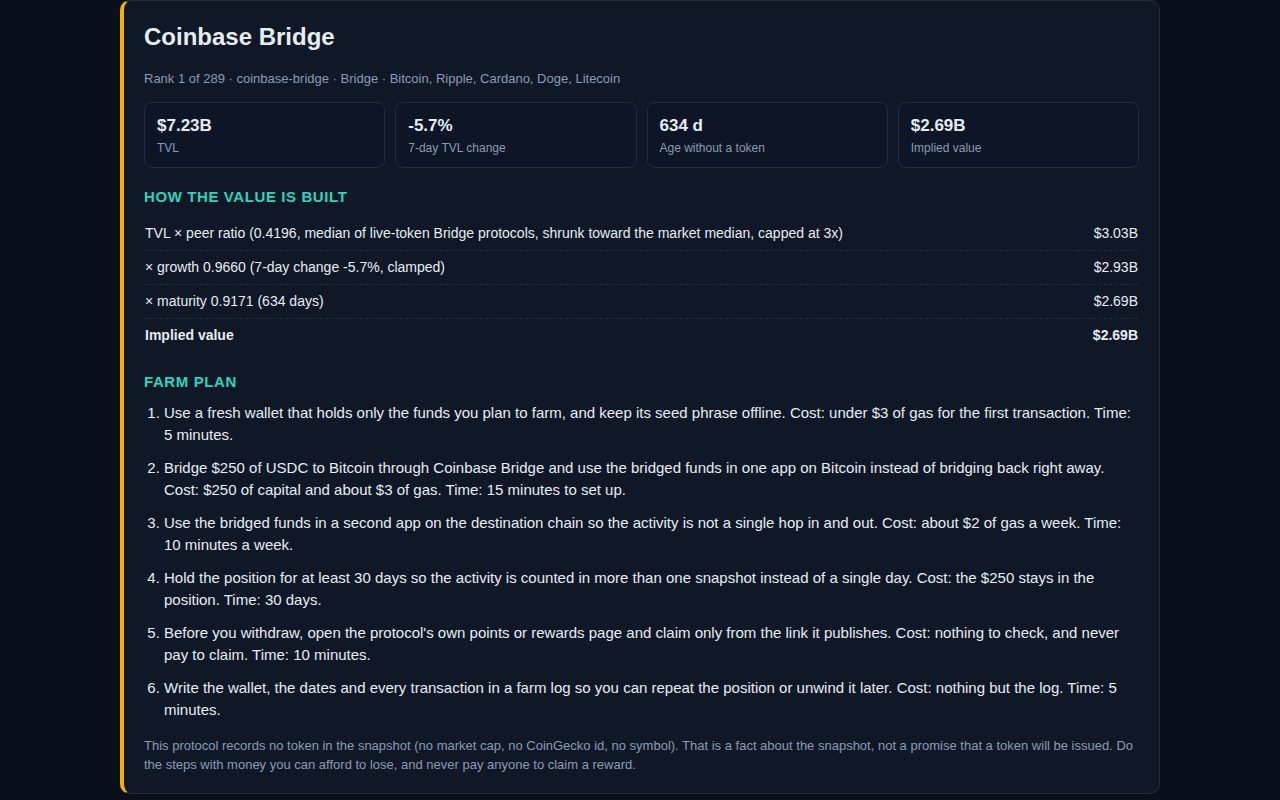 Coinbase Bridge
Rank 1 of 289 · coinbase-bridge · Bridge · Bitcoin, Ripple, Cardano, Doge, Litecoin
$7.23B
TVL
-5.7%
7-day TVL change
634 d
Age without a token
$2.69B
Implied value
HOW THE VALUE IS BUILT
TVL × peer ratio (0.4196, median of live-token Bridge protocols, shrunk toward the market median, capped at 3x) $3.03B
× growth 0.9660 (7-day change -5.7%, clamped) $2.93B
× maturity 0.9171 (634 days) $2.69B
Implied value $2.69B
FARM PLAN
1. Use a fresh wallet that holds only the funds you plan to farm, and keep its seed phrase offline. Cost: under $3 of gas for the first transaction. Time:
5 minutes.
2. Bridge $250 of USDC to Bitcoin through Coinbase Bridge and use the bridged funds in one app on Bitcoin instead of bridging back right away.
Cost: $250 of capital and about $3 of gas. Time: 15 minutes to set up.
3. Use the bridged funds in a second app on the destination chain so the activity is not a single hop in and out. Cost: about $2 of gas a week. Time:
10 minutes a week.
4. Hold the position for at least 30 days so the activity is counted in more than one snapshot instead of a single day. Cost: the $250 stays in the
position. Time: 30 days.
5. Before you withdraw, open the protocol's own points or rewards page and claim only from the link it publishes. Cost: nothing to check, and never
pay to claim. Time: 10 minutes.
6. Write the wallet, the dates and every transaction in a farm log so you can repeat the position or unwind it later. Cost: nothing but the log. Time: 5
minutes.
This protocol records no token in the snapshot (no market cap, no CoinGecko id, no symbol). That is a fact about the snapshot, not a promise that a token will be issued. Do
the steps with money you can afford to lose, and never pay anyone to claim a reward.